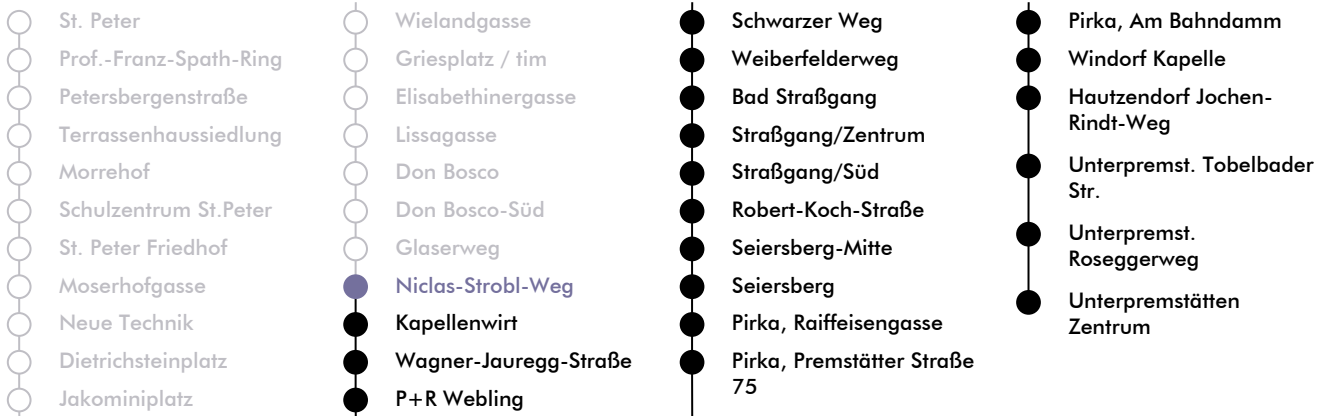 St. Peter
Prof.-Franz-Spath-Ring
Petersbergenstraße
Terrassenhaussiedlung
Morrehof
Schulzentrum St.Peter
St. Peter Friedhof
Moserhofgasse
Neue Technik
Dietrichsteinplatz
Jakominiplatz
Wielandgasse
Griesplatz / tim
Elisabethinergasse
Lissagasse
Don Bosco
Don Bosco-Süd
Glaserweg
Niclas-Strobl-Weg
Kapellenwirt
Wagner-Jauregg-Straße
P+R Webling
Schwarzer Weg
Weiberfelderweg
Bad Straßgang
Straßgang/Zentrum
Straßgang/Süd
Robert-Koch-Straße
Seiersberg-Mitte
Seiersberg
Pirka, Raiffeisengasse
Pirka, Premstätter Straße
75
Pirka, Am Bahndamm
Windorf Kapelle
Hautzendorf Jochen-
Rindt-Weg
Unterpremst. Tobelbader
Str.
Unterpremst.
Roseggerweg
Unterpremstätten
Zentrum